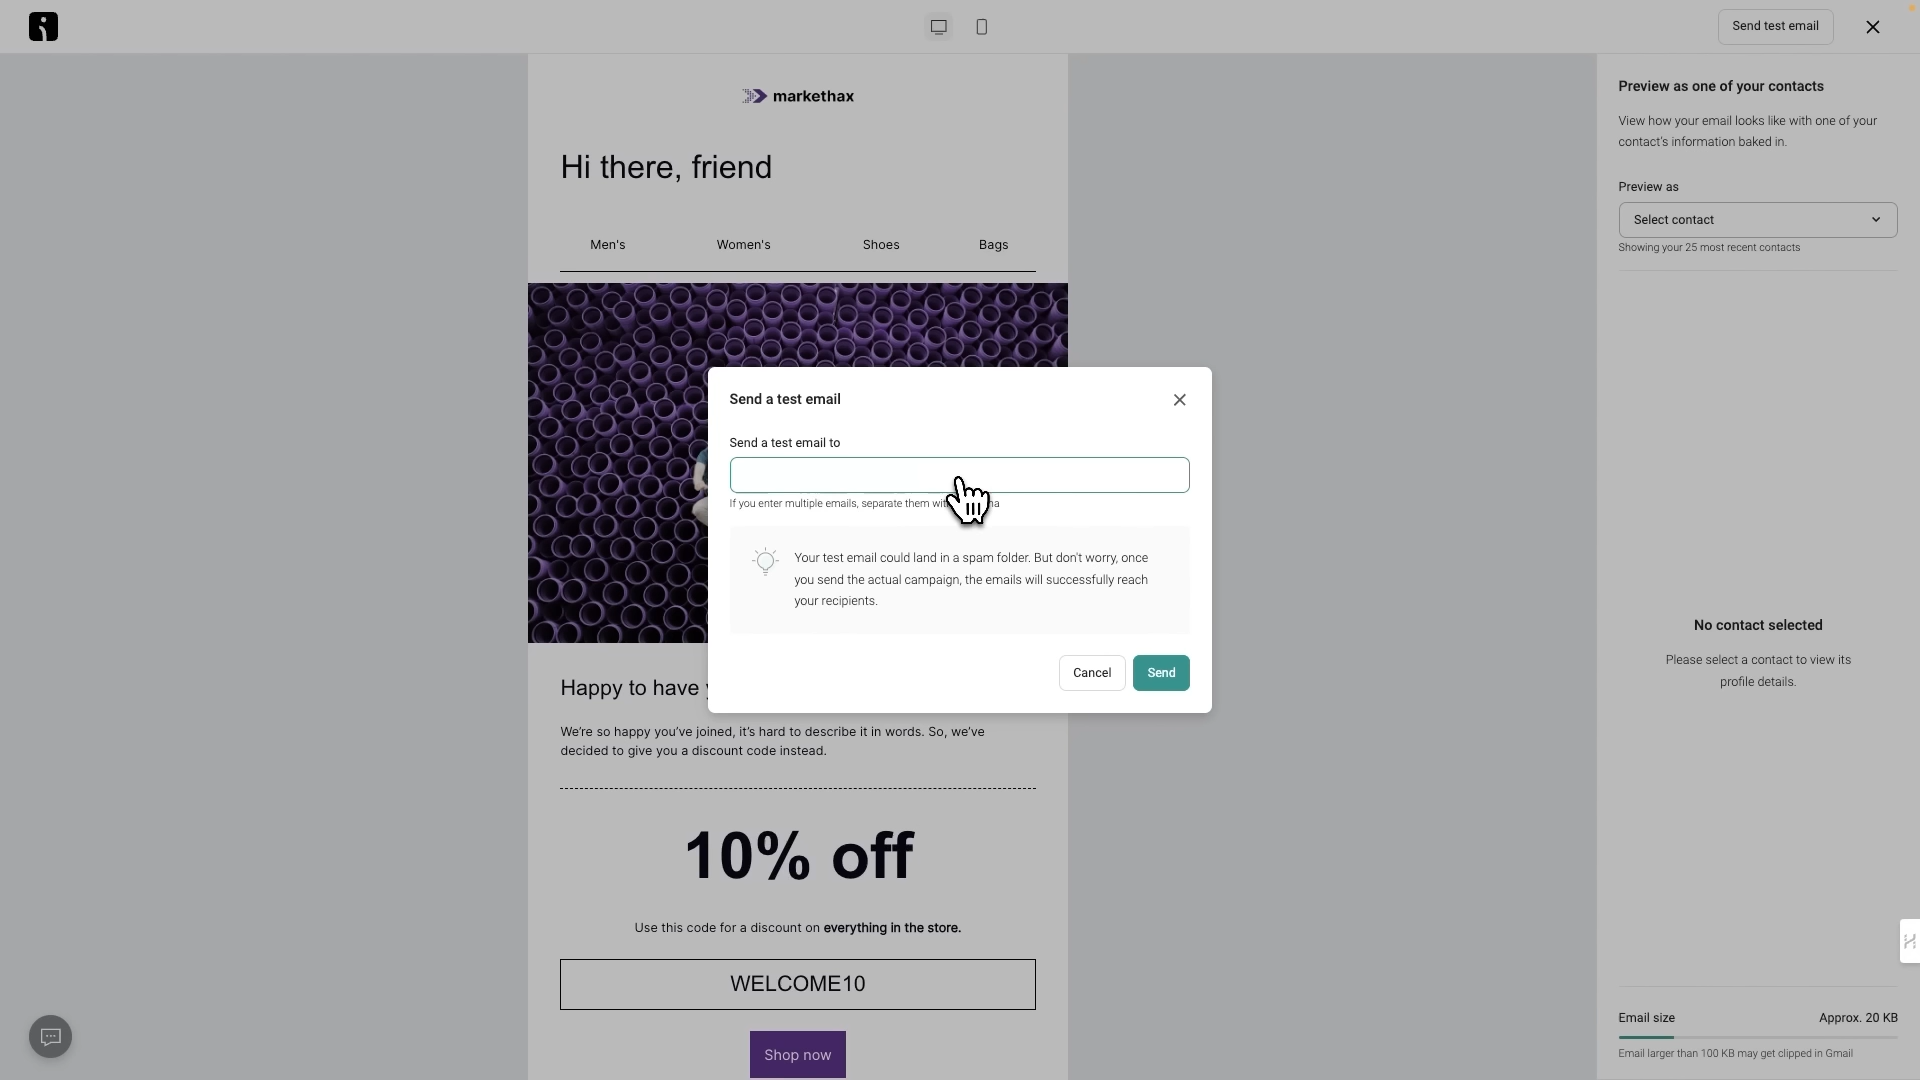 Send test email
markethax
Hi there, friend
Men's Women's Shoes Bags
Preview as one of your contacts
View how your email looks like with one of your
contact's information baked in.
Preview as
Select contact
Showing your 25 most recent contacts
Send a test email
Send a test email to
If you enter multiple emails, separate them
Your test email could land in a spam folder. But don't worry, once
you send the actual campaign, the emails will successfully reach
your recipients.
Cancel
Send
No contact selected
Please select a contact to view its
profile details.
Happy to have
We're so happy you've joined, it's hard to describe it in words. So, we've
decided to give you a discount code instead.
10% off
Use this code for a discount on everything in the store.
WELCOME10
Shop now
Email size Approx. 20 KB
Email larger than 100 KB may get clipped in Gmail